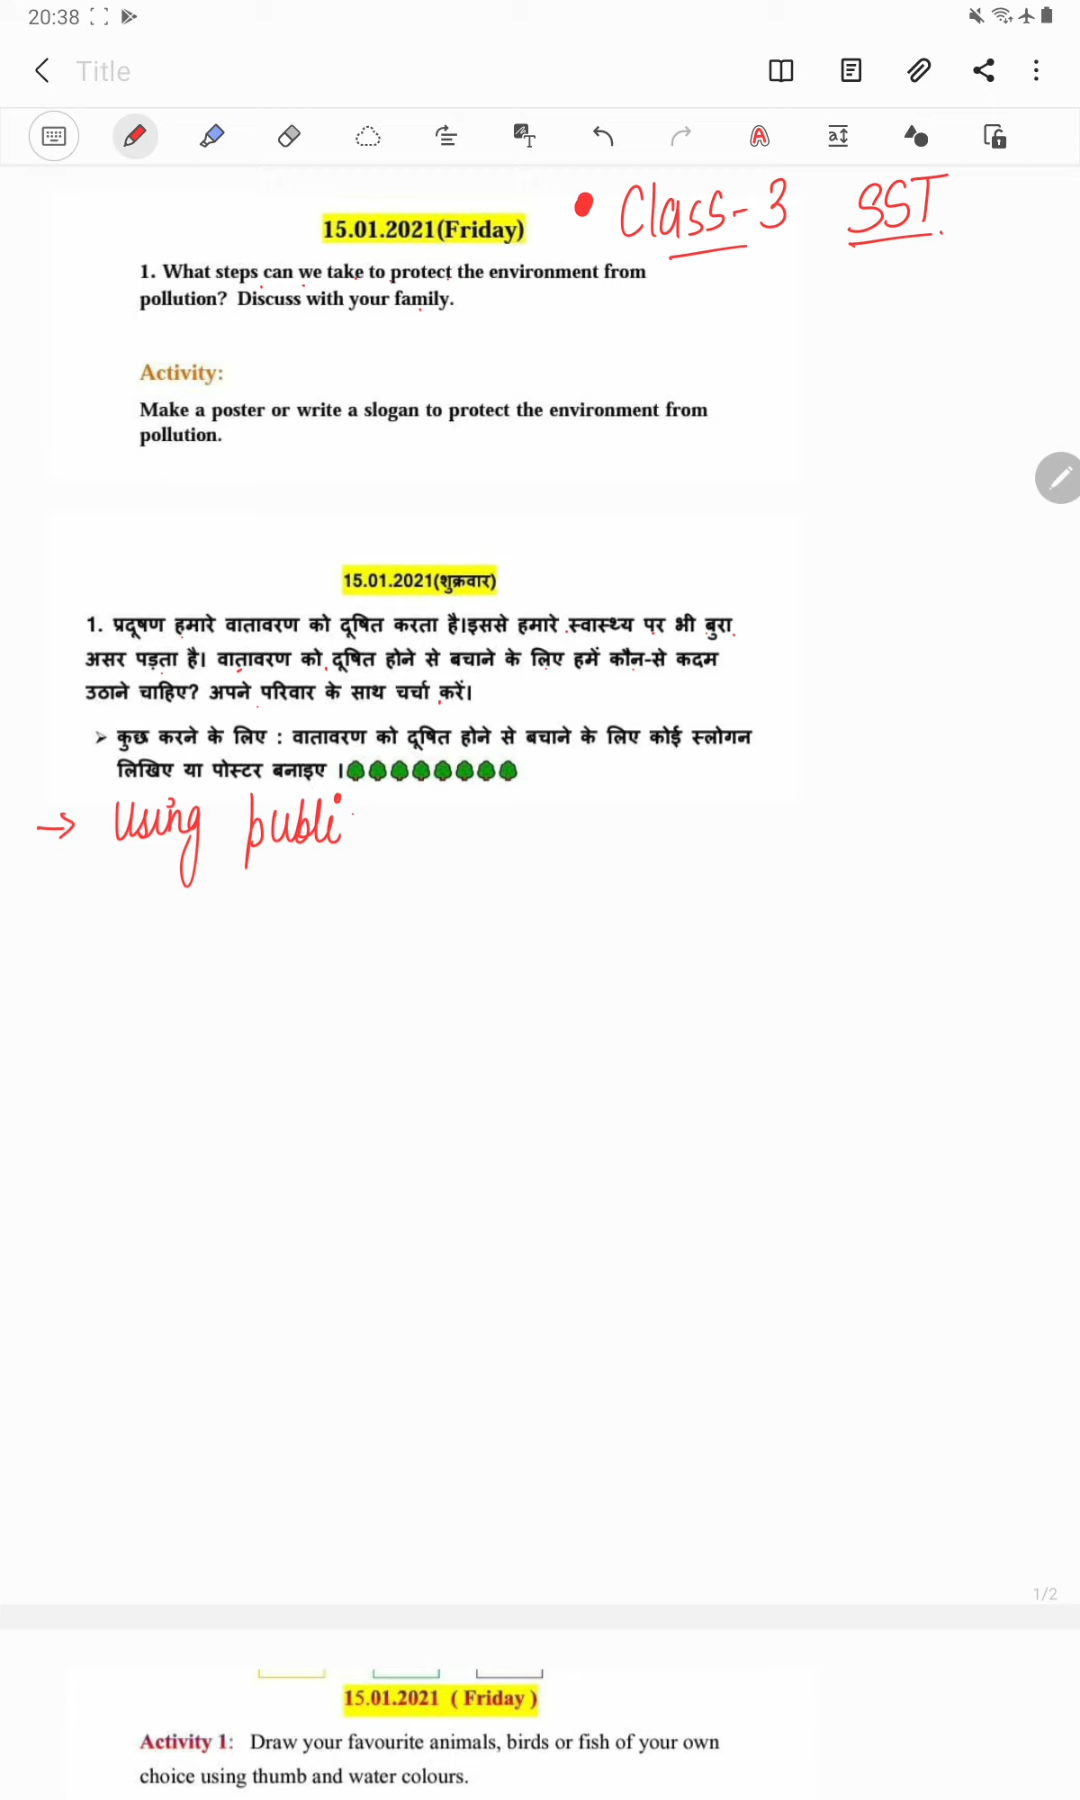 20:38
Title
• Class-3 SST.
15.01.2021(Friday)
1. What steps can we take to protect the environment from
pollution? Discuss with your family.
Activity:
Make a poster or write a slogan to protect the environment from
pollution.
15.01.2021(शुक्रवार)
1. प्रदूषण हमारे वातावरण को दूषित करता है।इससे हमारे स्वास्थ्य पर भी बुरा
असर पड़ता है। वातावरण को दूषित होने से बचाने के लिए हमें कौन-से कदम
उठाने चाहिए? अपने परिवार के साथ चर्चा करें।
➢ कुछ करने के लिए : वातावरण को दूषित होने से बचाने के लिए कोई स्लोगन
लिखिए या पोस्टर बनाइए ।🌳🌳🌳🌳🌳🌳🌳🌳
→ Using publi
1/2
15.01.2021 ( Friday )
Activity 1: Draw your favourite animals, birds or fish of your own
choice using thumb and water colours.